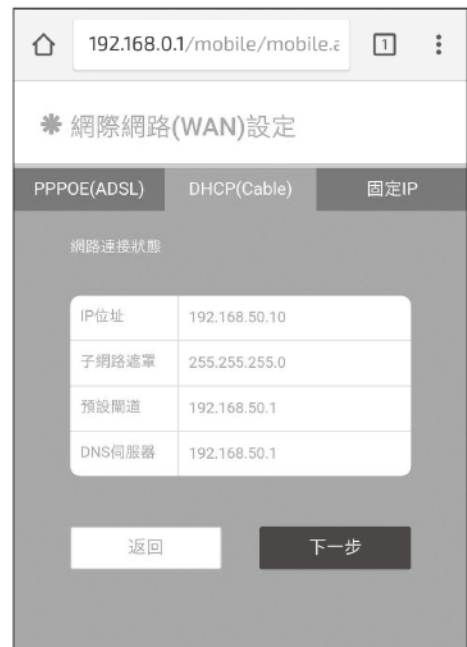 192.168.0.1/mobile/mobile.a
1
網際網路(WAN)設定
PPPOE(ADSL) DHCP(Cable) 固定IP
網路連接狀態
IP位址 192.168.50.10
子網路遮罩 255.255.255.0
預設閘道 192.168.50.1
DNS伺服器 192.168.50.1
返回 下一步